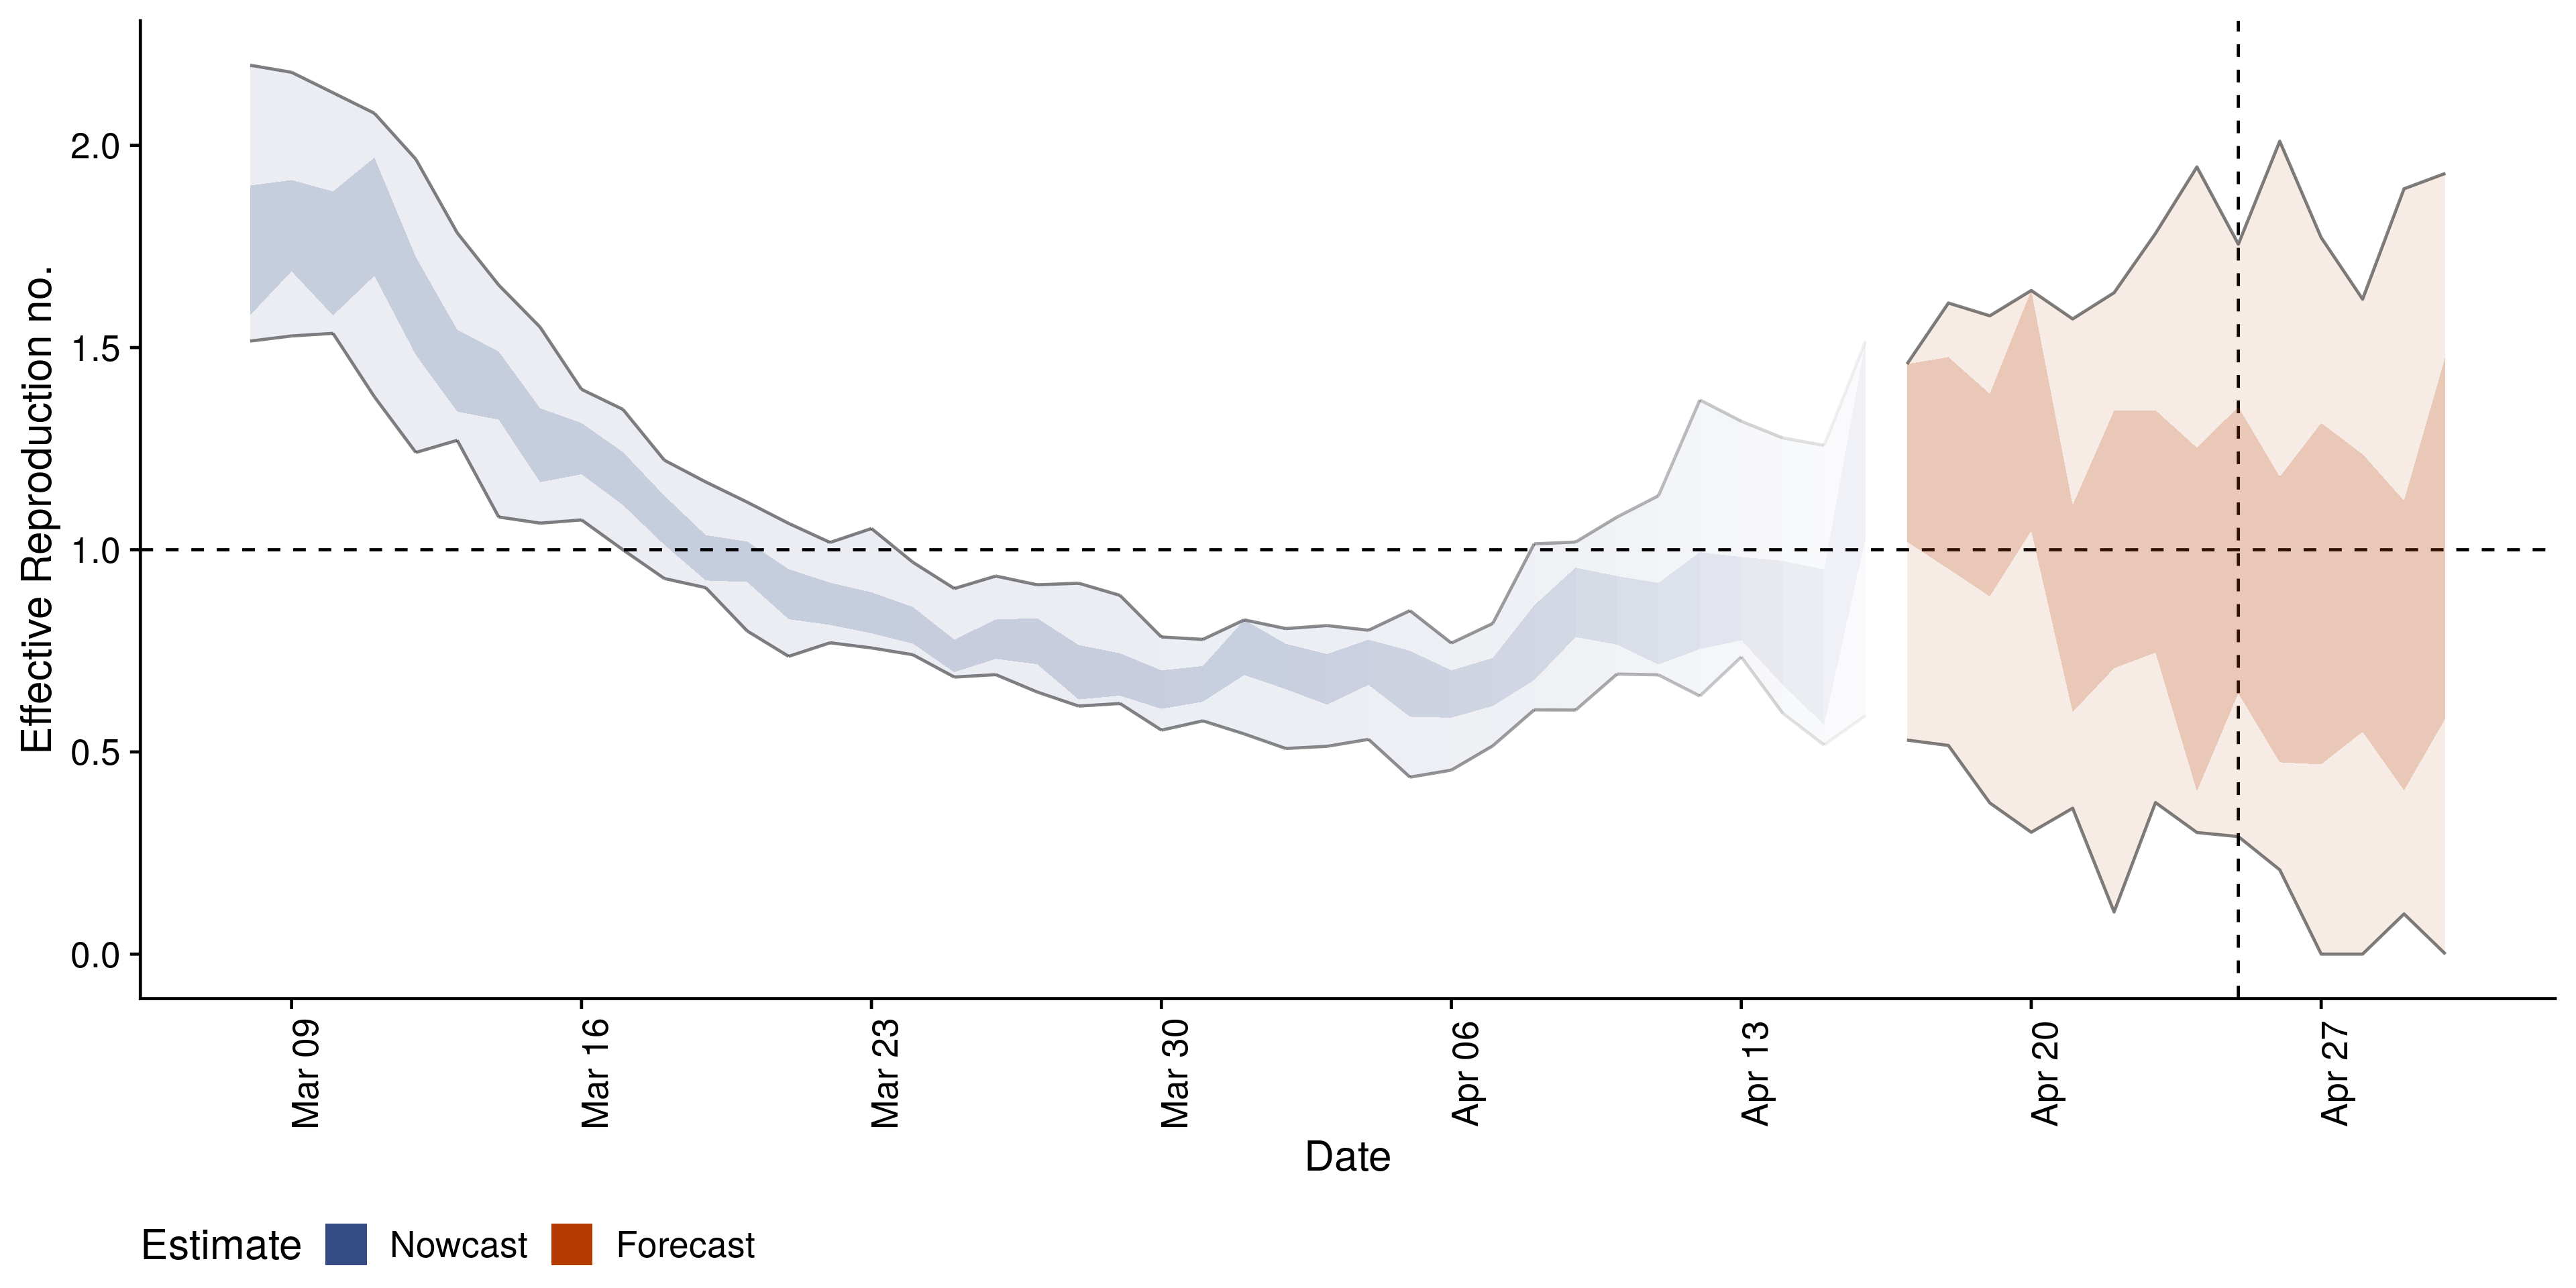 Effective Reproduction no.
2.0
1.5
1.0
0.5
0.0
Mar 09
Mar 16
Mar 23
Mar 30
Apr 06
Apr 13
Apr 20
Apr 27
Date
Estimate Nowcast Forecast